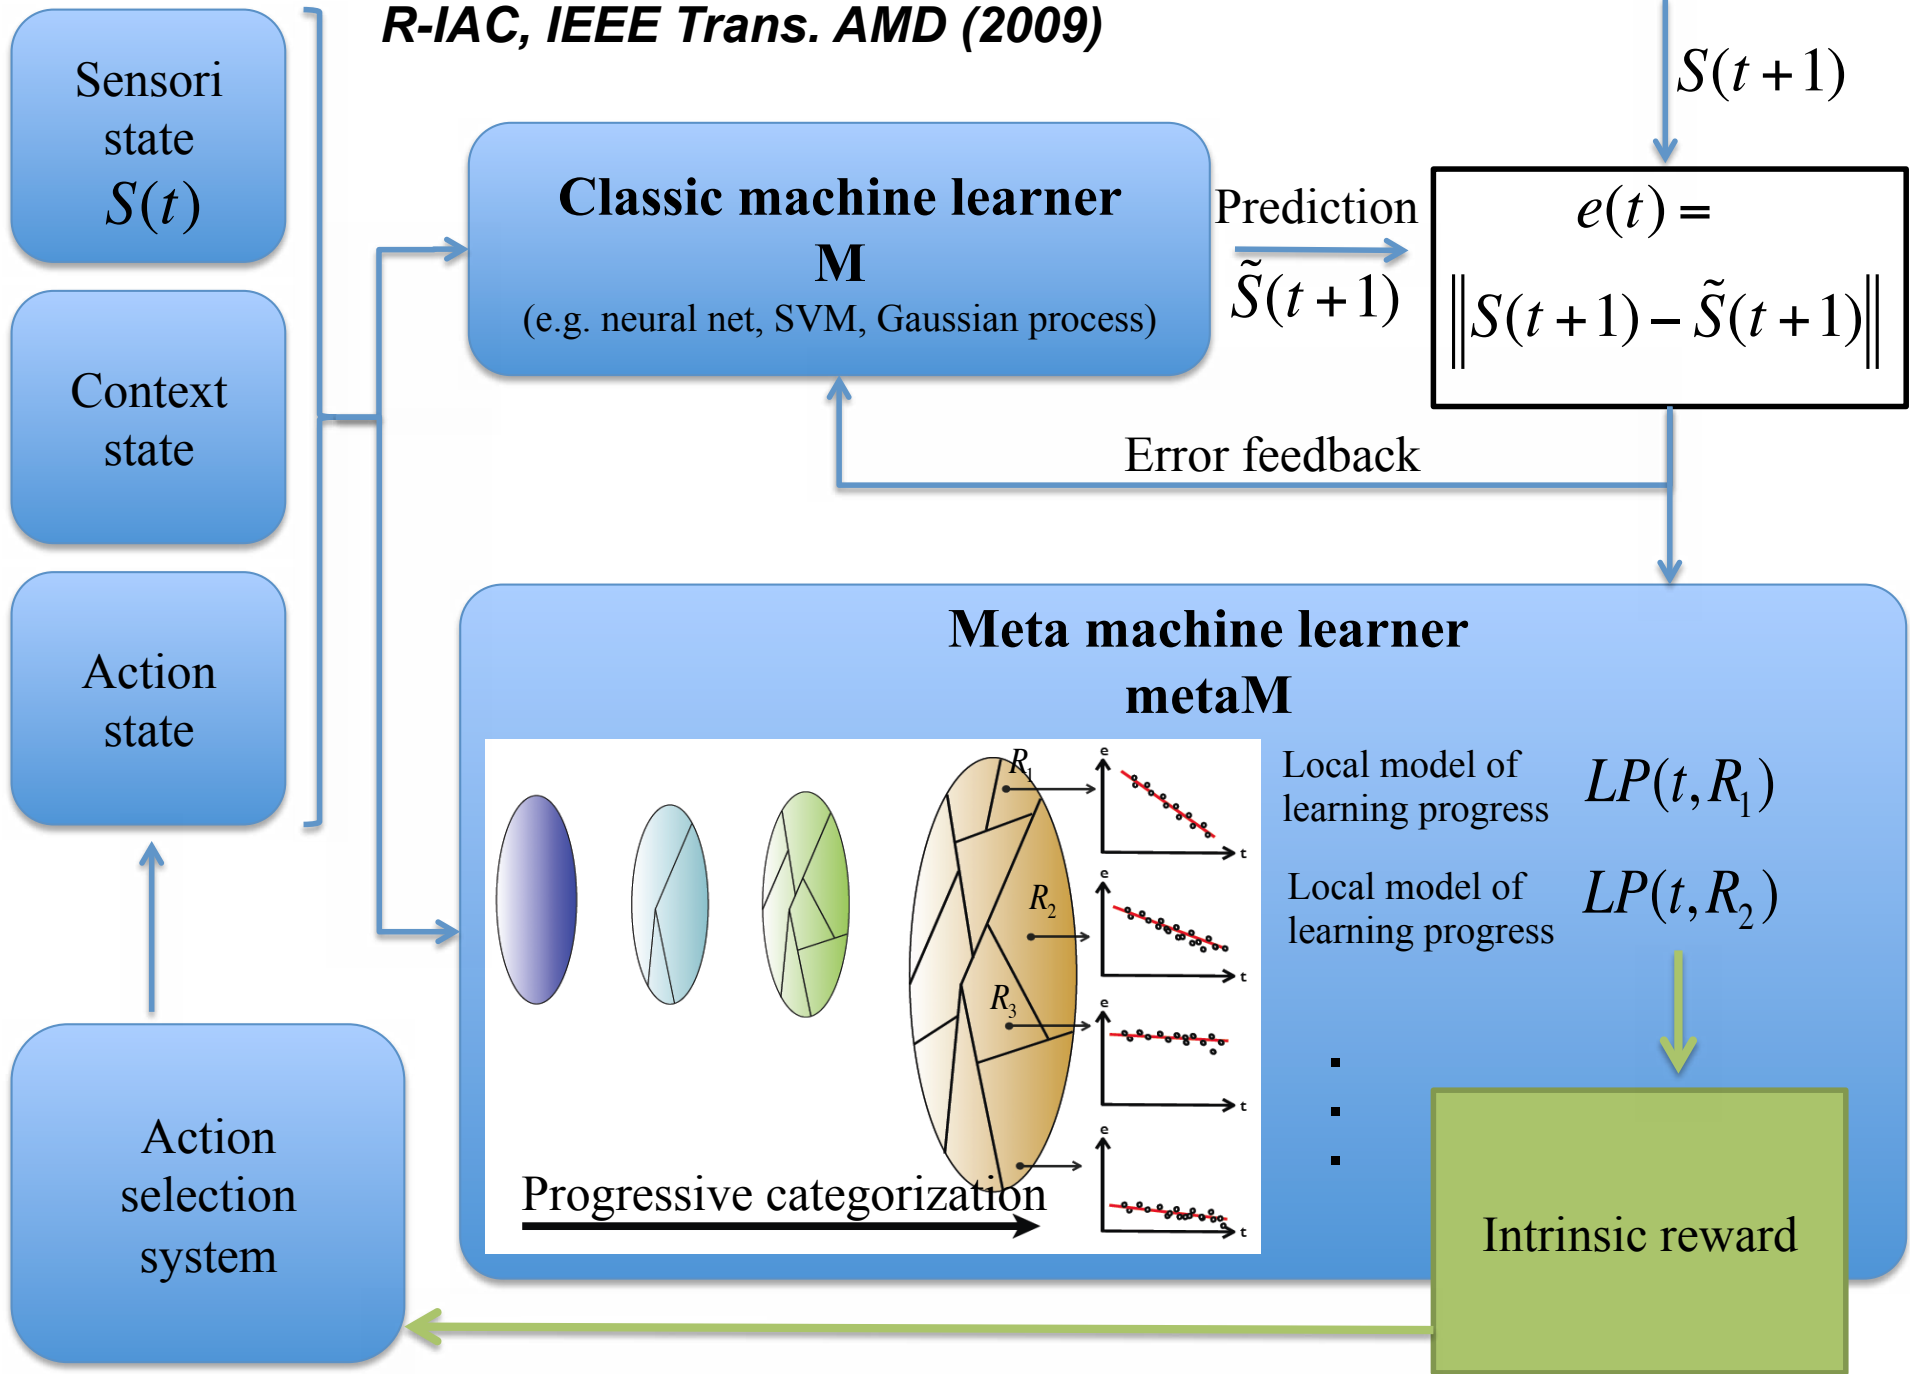 R-IAC, IEEE Trans. AMD (2009)
Sensori
state
S(t)
Context
state
Action
state
Action
selection
system
Classic machine learner
M
(e.g. neural net, SVM, Gaussian process)
Prediction
S̃(t+1)
S(t+1)
e(t) =
‖S(t+1) − S̃(t+1)‖
Error feedback
Meta machine learner
metaM
R₁
R₂
R₃
e
t
e
t
e
t
e
t
Progressive categorization
Local model of
learning progress
LP(t,R₁)
Local model of
learning progress
LP(t,R₂)
Intrinsic reward